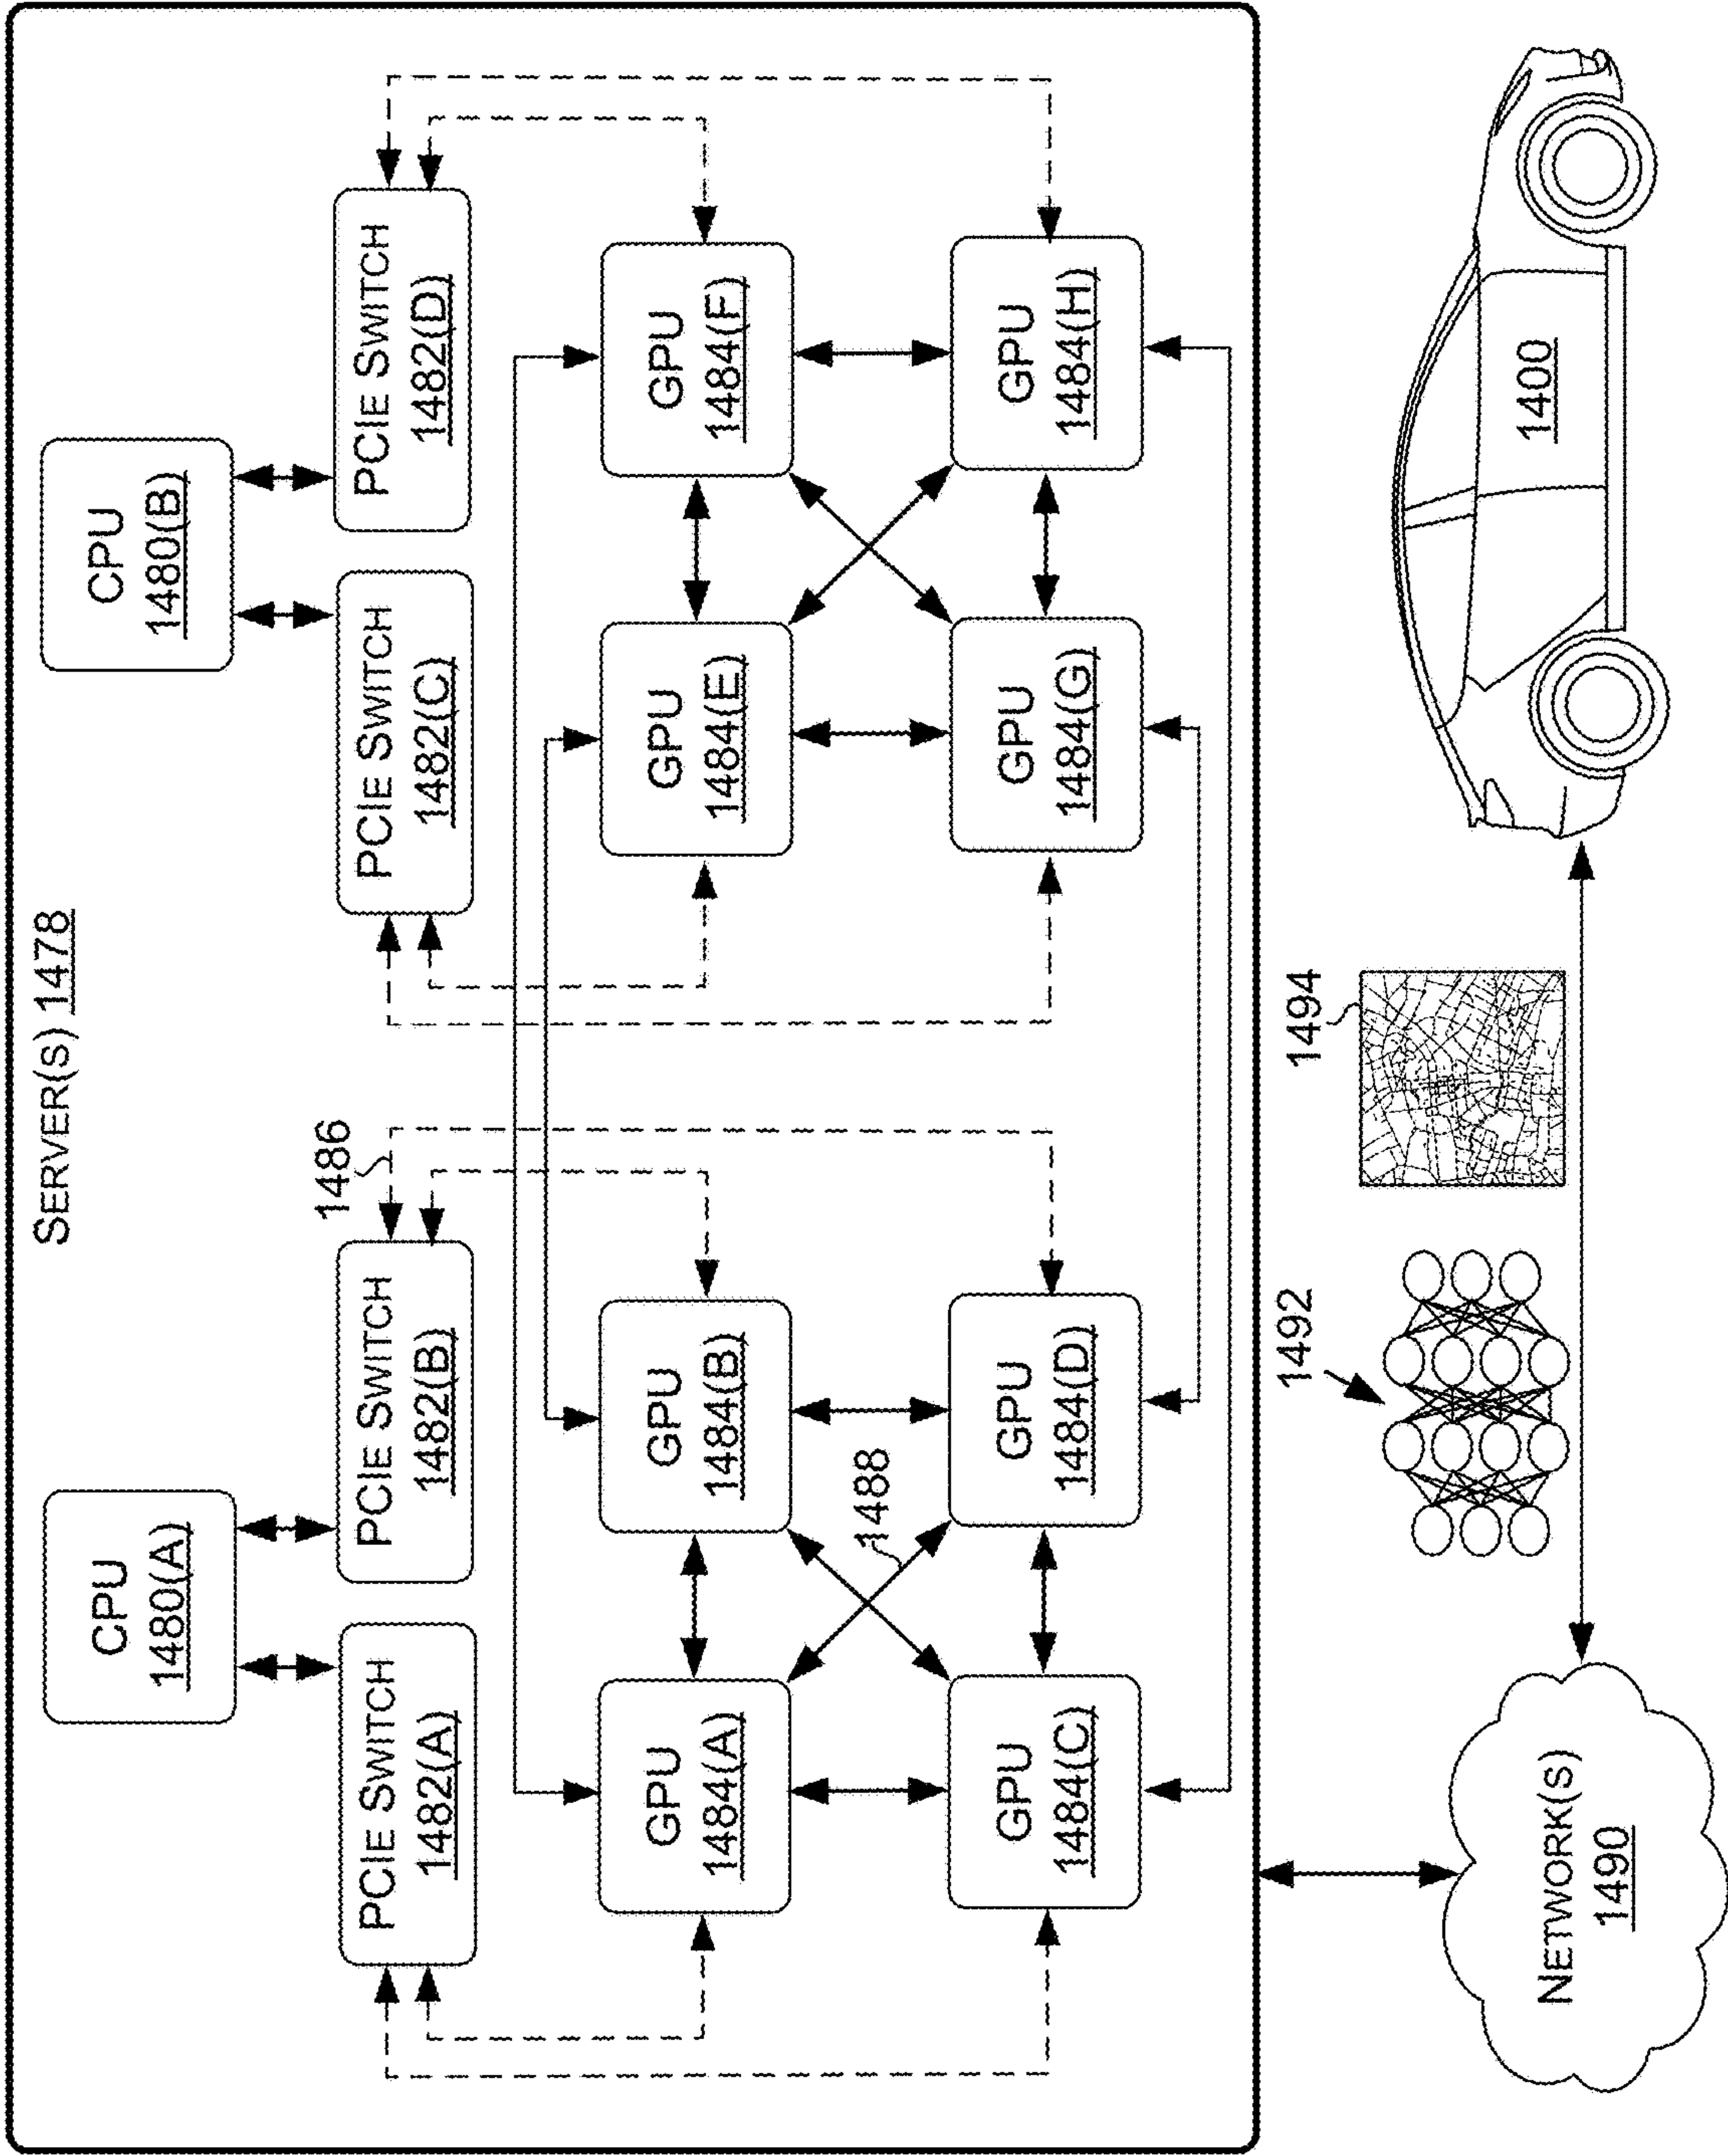 SERVER(S) 1478
CPU
1480(A)
CPU
1480(B)
PCIE SWITCH
1482(A)
PCIE SWITCH
1482(B)
1486
PCIE SWITCH
1482(C)
PCIE SWITCH
1482(D)
GPU
1484(A)
GPU
1484(B)
GPU
1484(E)
GPU
1484(F)
1488
GPU
1484(C)
GPU
1484(D)
GPU
1484(G)
GPU
1484(H)
NETWORK(S)
1490
1492
1494
1400